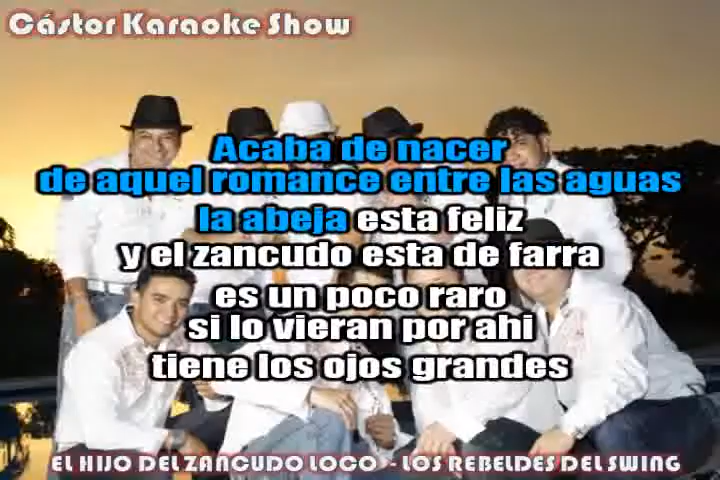 Cástor Karaoke Show
Acaba de nacer
de aquel romance entre las aguas
la abeja esta feliz
y el zancudo esta de farra
es un poco raro
si lo vieran por ahi
tiene los ojos grandes
EL HIJO DEL ZANCUDO LOCO - LOS REBELDES DEL SWING